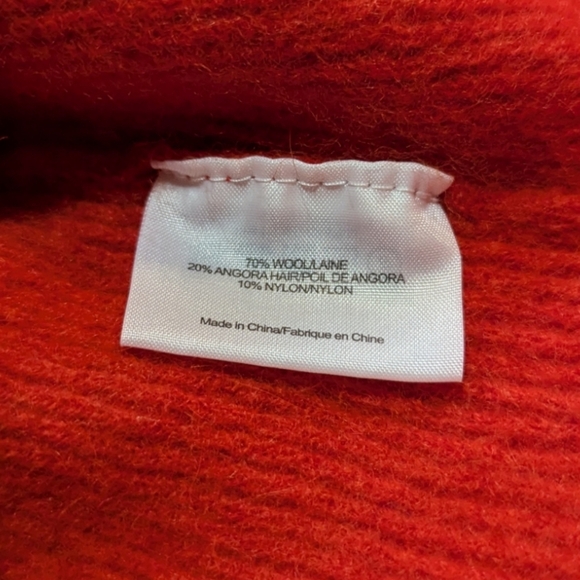 70% WOOL/LAINE
20% ANGORA HAIR/POIL DE ANGORA
10% NYLON/NYLON
Made in China/Fabrique en Chine